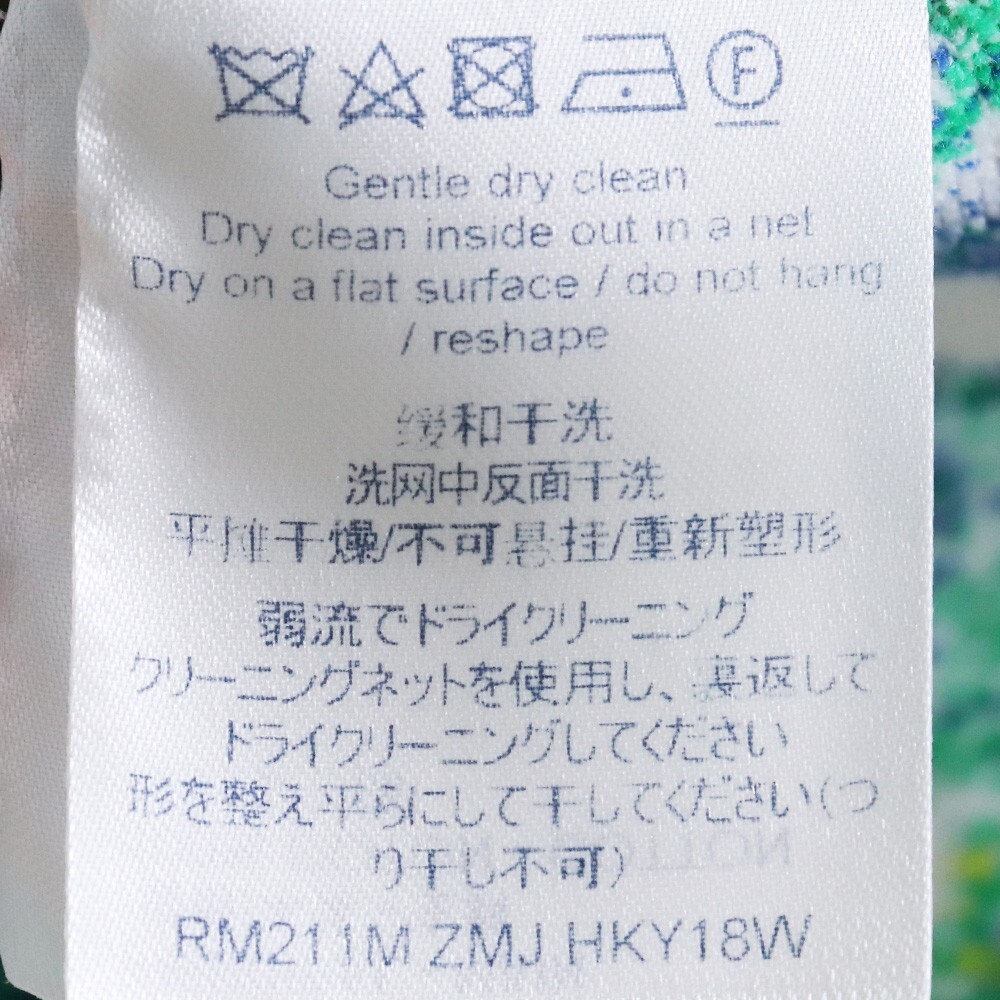 F
Gentle dry clean
Dry clean inside out in a net
Dry on a flat surface / do not hang
/ reshape
缓和干洗
洗网中反面干洗
平摊干燥/不可悬挂/重新塑形
弱流でドライクリーニング
クリーニングネットを使用し、裏返して
ドライクリーニングしてください
形を整え平らにして干してください(つ
り干し不可)
RM211M ZMJ HKY18W